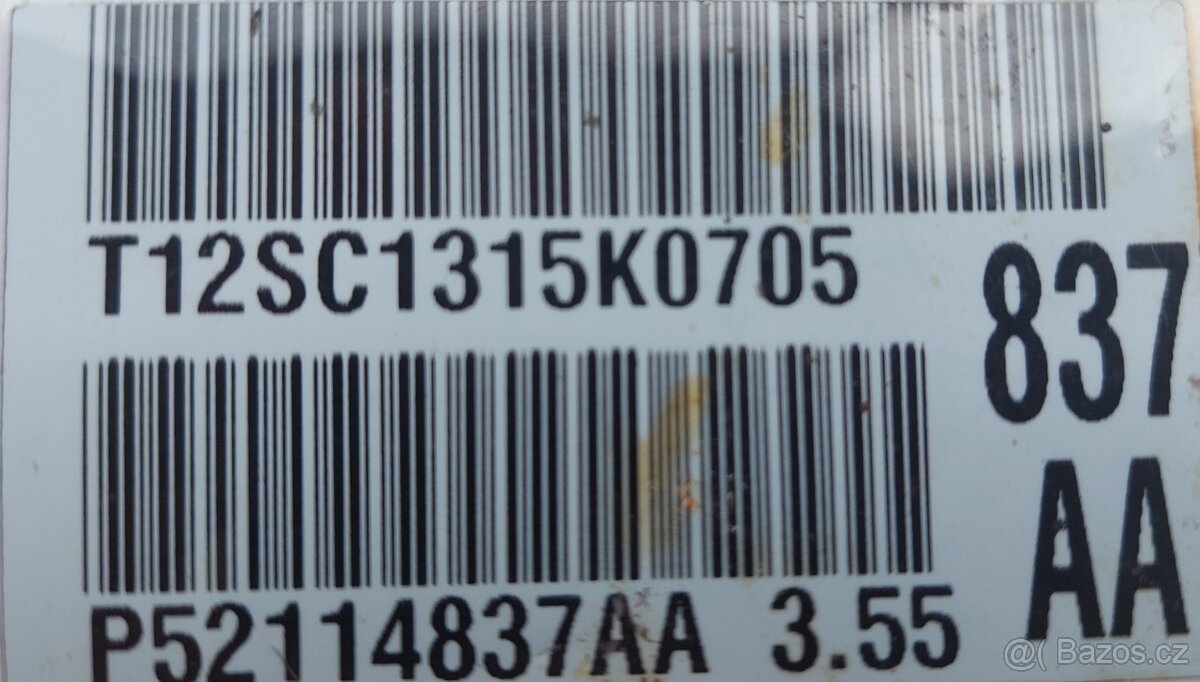 T12SC1315K0705
837
AA
P52114837AA 3.55
@( Bazos.cz